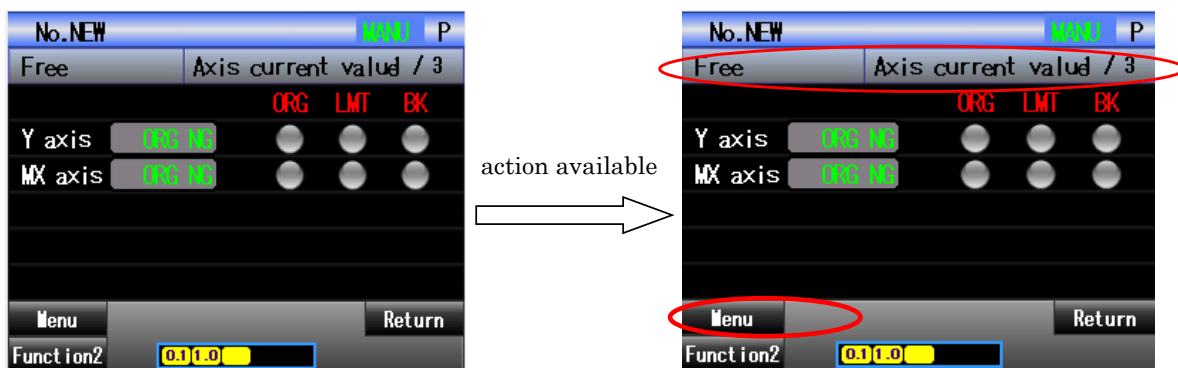 No.NEW MANU P
Free Axis current value / 3
ORG LMT BK
Y axis ORG NG
MX axis ORG NG
Menu Return
Function2 0.1 1.0
action available
No.NEW MANU P
Free Axis current value / 3
ORG LMT BK
Y axis ORG NG
MX axis ORG NG
Menu Return
Function2 0.1 1.0